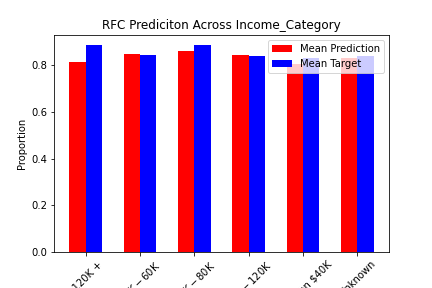 RFC Prediciton Across Income_Category
Mean Prediction
Mean Target
Proportion
0.8
0.6
0.4
0.2
0.0
120K +
K − 60K
K − 80K
− 120K
n $40K
nknown